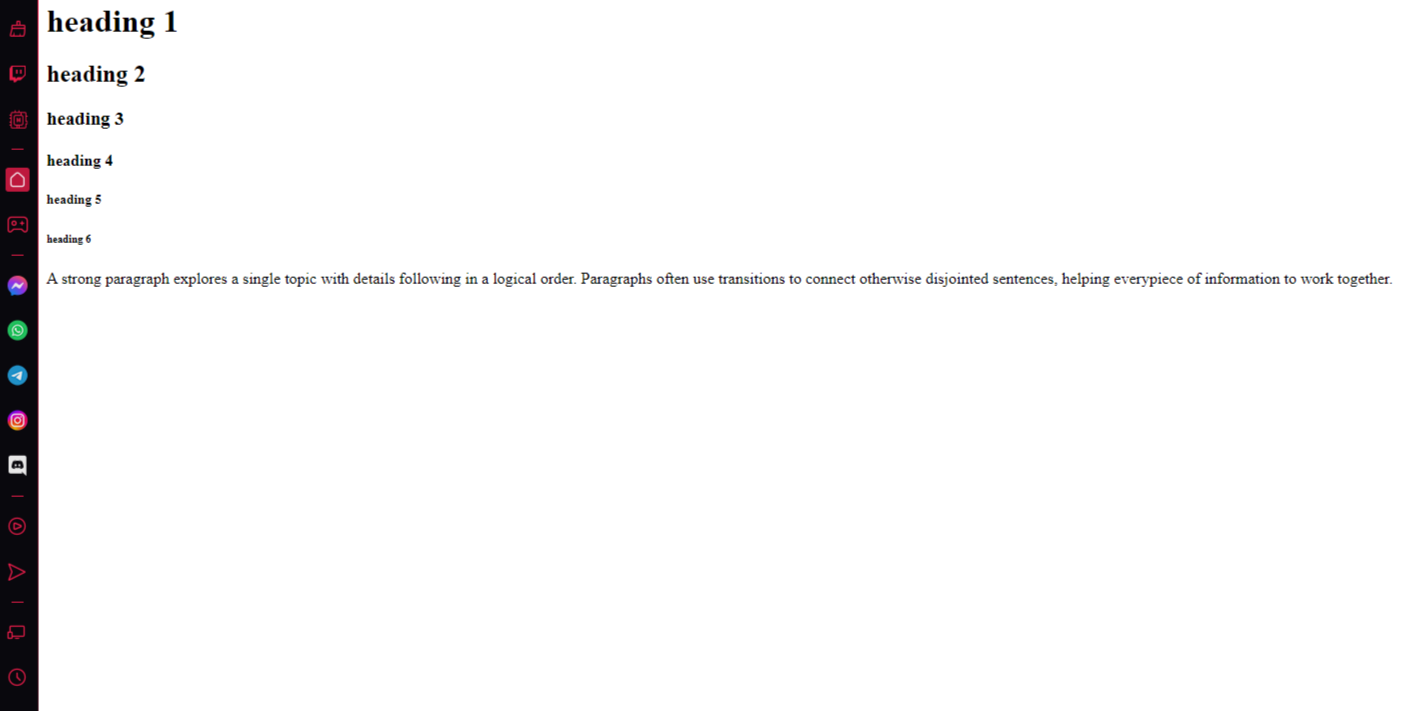 heading 1
heading 2
heading 3
heading 4
heading 5
heading 6
A strong paragraph explores a single topic with details following in a logical order. Paragraphs often use transitions to connect otherwise disjointed sentences, helping everypiece of information to work together.